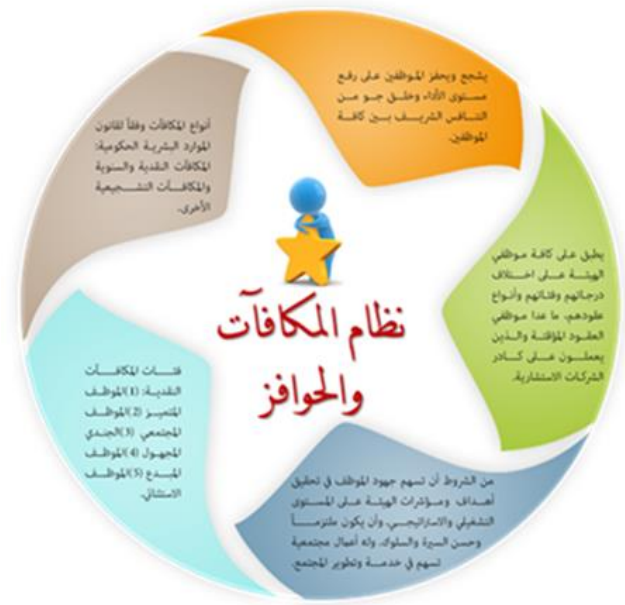 يشجع ويحفز الموظفين على رفع
مستوى الأداء وخلق جو من
التنافس الشريف بين كافة
الموظفين.
يطبق على كافة موظفي
الهيئة على اختلاف
درجاتهم وفئاتهم وأنواع
عقودهم، ما عدا موظفي
العقود المؤقتة والذين
يعملون على كادر
الشركات الاستشارية.
من الشروط أن تسهم جهود الموظف في تحقيق
أهداف ومؤشرات الهيئة على المستوى
التشغيلي والاستراتيجي، وأن يكون ملتزماً
وحسن السيرة والسلوك، وله أعمال مجتمعية
تسهم في خدمة وتطوير المجتمع.
فئات المكافآت
النقدية: (1)الموظف
المتميز (2)الموظف
المجتمعي (3)الجندي
المجهول (4)الموظف
المبدع (5)الموظف
الاستثنائي.
أنواع المكافآت وفقاً لقانون
الموارد البشرية الحكومية:
المكافآت النقدية والسنوية
والمكافآت التشجيعية
الأخرى.
نظام المكافآت
والحوافز